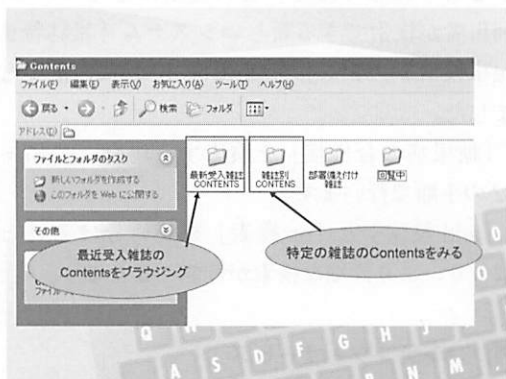 Contents
ファイル(F) 編集(E) 表示(V) お気に入り(A) ツール(T) ヘルプ(H)
戻る 検索 フォルダ
アドレス(D)
ファイルとフォルダのタスク
新しいフォルダを作成する
このフォルダを Web に公開する
その他
最新受入雑誌
CONTENTS
雑誌別
CONTENS
部署備え付け
雑誌
回覧中
最近受入雑誌の
Contentsをブラウジング
特定の雑誌のContentsをみる
Q W
G H J
A S D F
N M